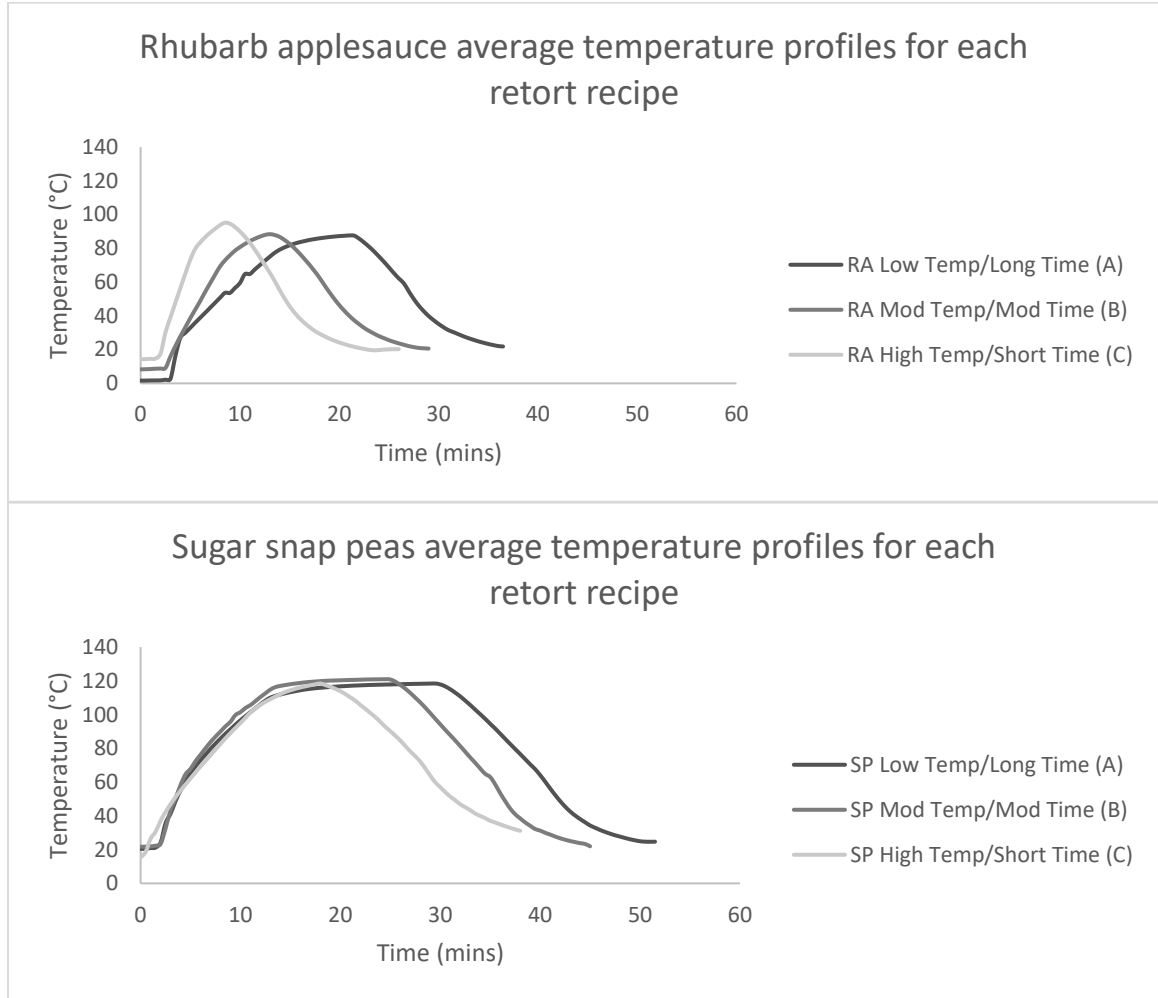 Rhubarb applesauce average temperature profiles for each
retort recipe
140
120
100
80
60
40
20
0
Temperature (°C)
0 10 20 30 40 50 60
Time (mins)
RA Low Temp/Long Time (A)
RA Mod Temp/Mod Time (B)
RA High Temp/Short Time (C)
Sugar snap peas average temperature profiles for each
retort recipe
140
120
100
80
60
40
20
0
Temperature (°C)
0 10 20 30 40 50 60
Time (mins)
SP Low Temp/Long Time (A)
SP Mod Temp/Mod Time (B)
SP High Temp/Short Time (C)